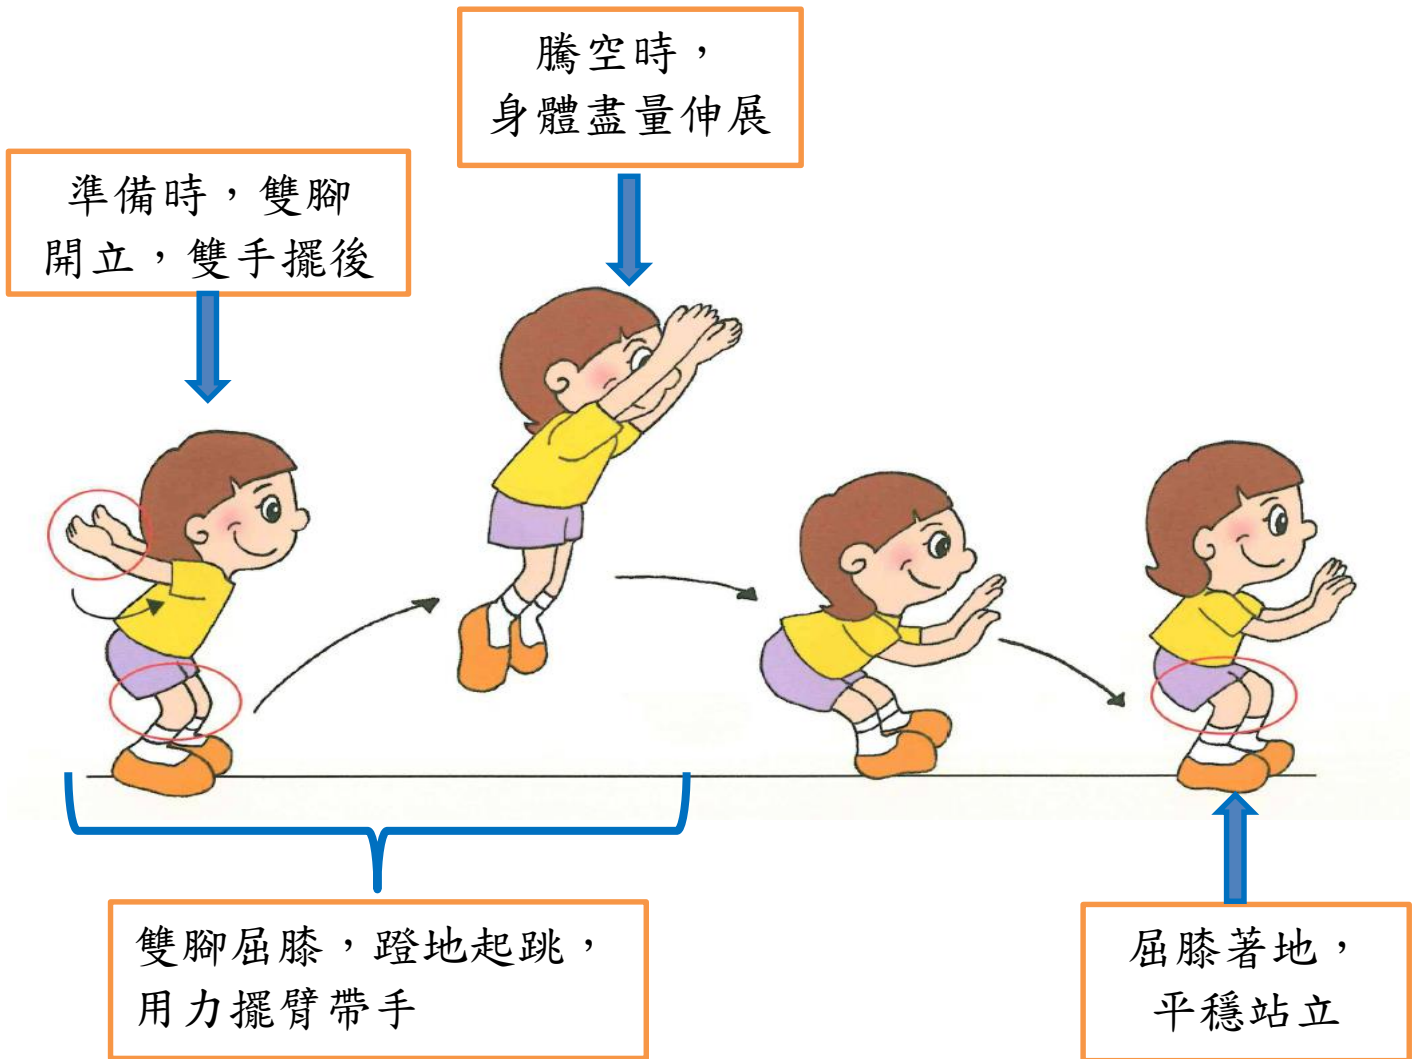 騰空時，
身體盡量伸展
準備時，雙腳
開立，雙手擺後
雙腳屈膝，蹬地起跳，
用力擺臂帶手
屈膝著地，
平穩站立